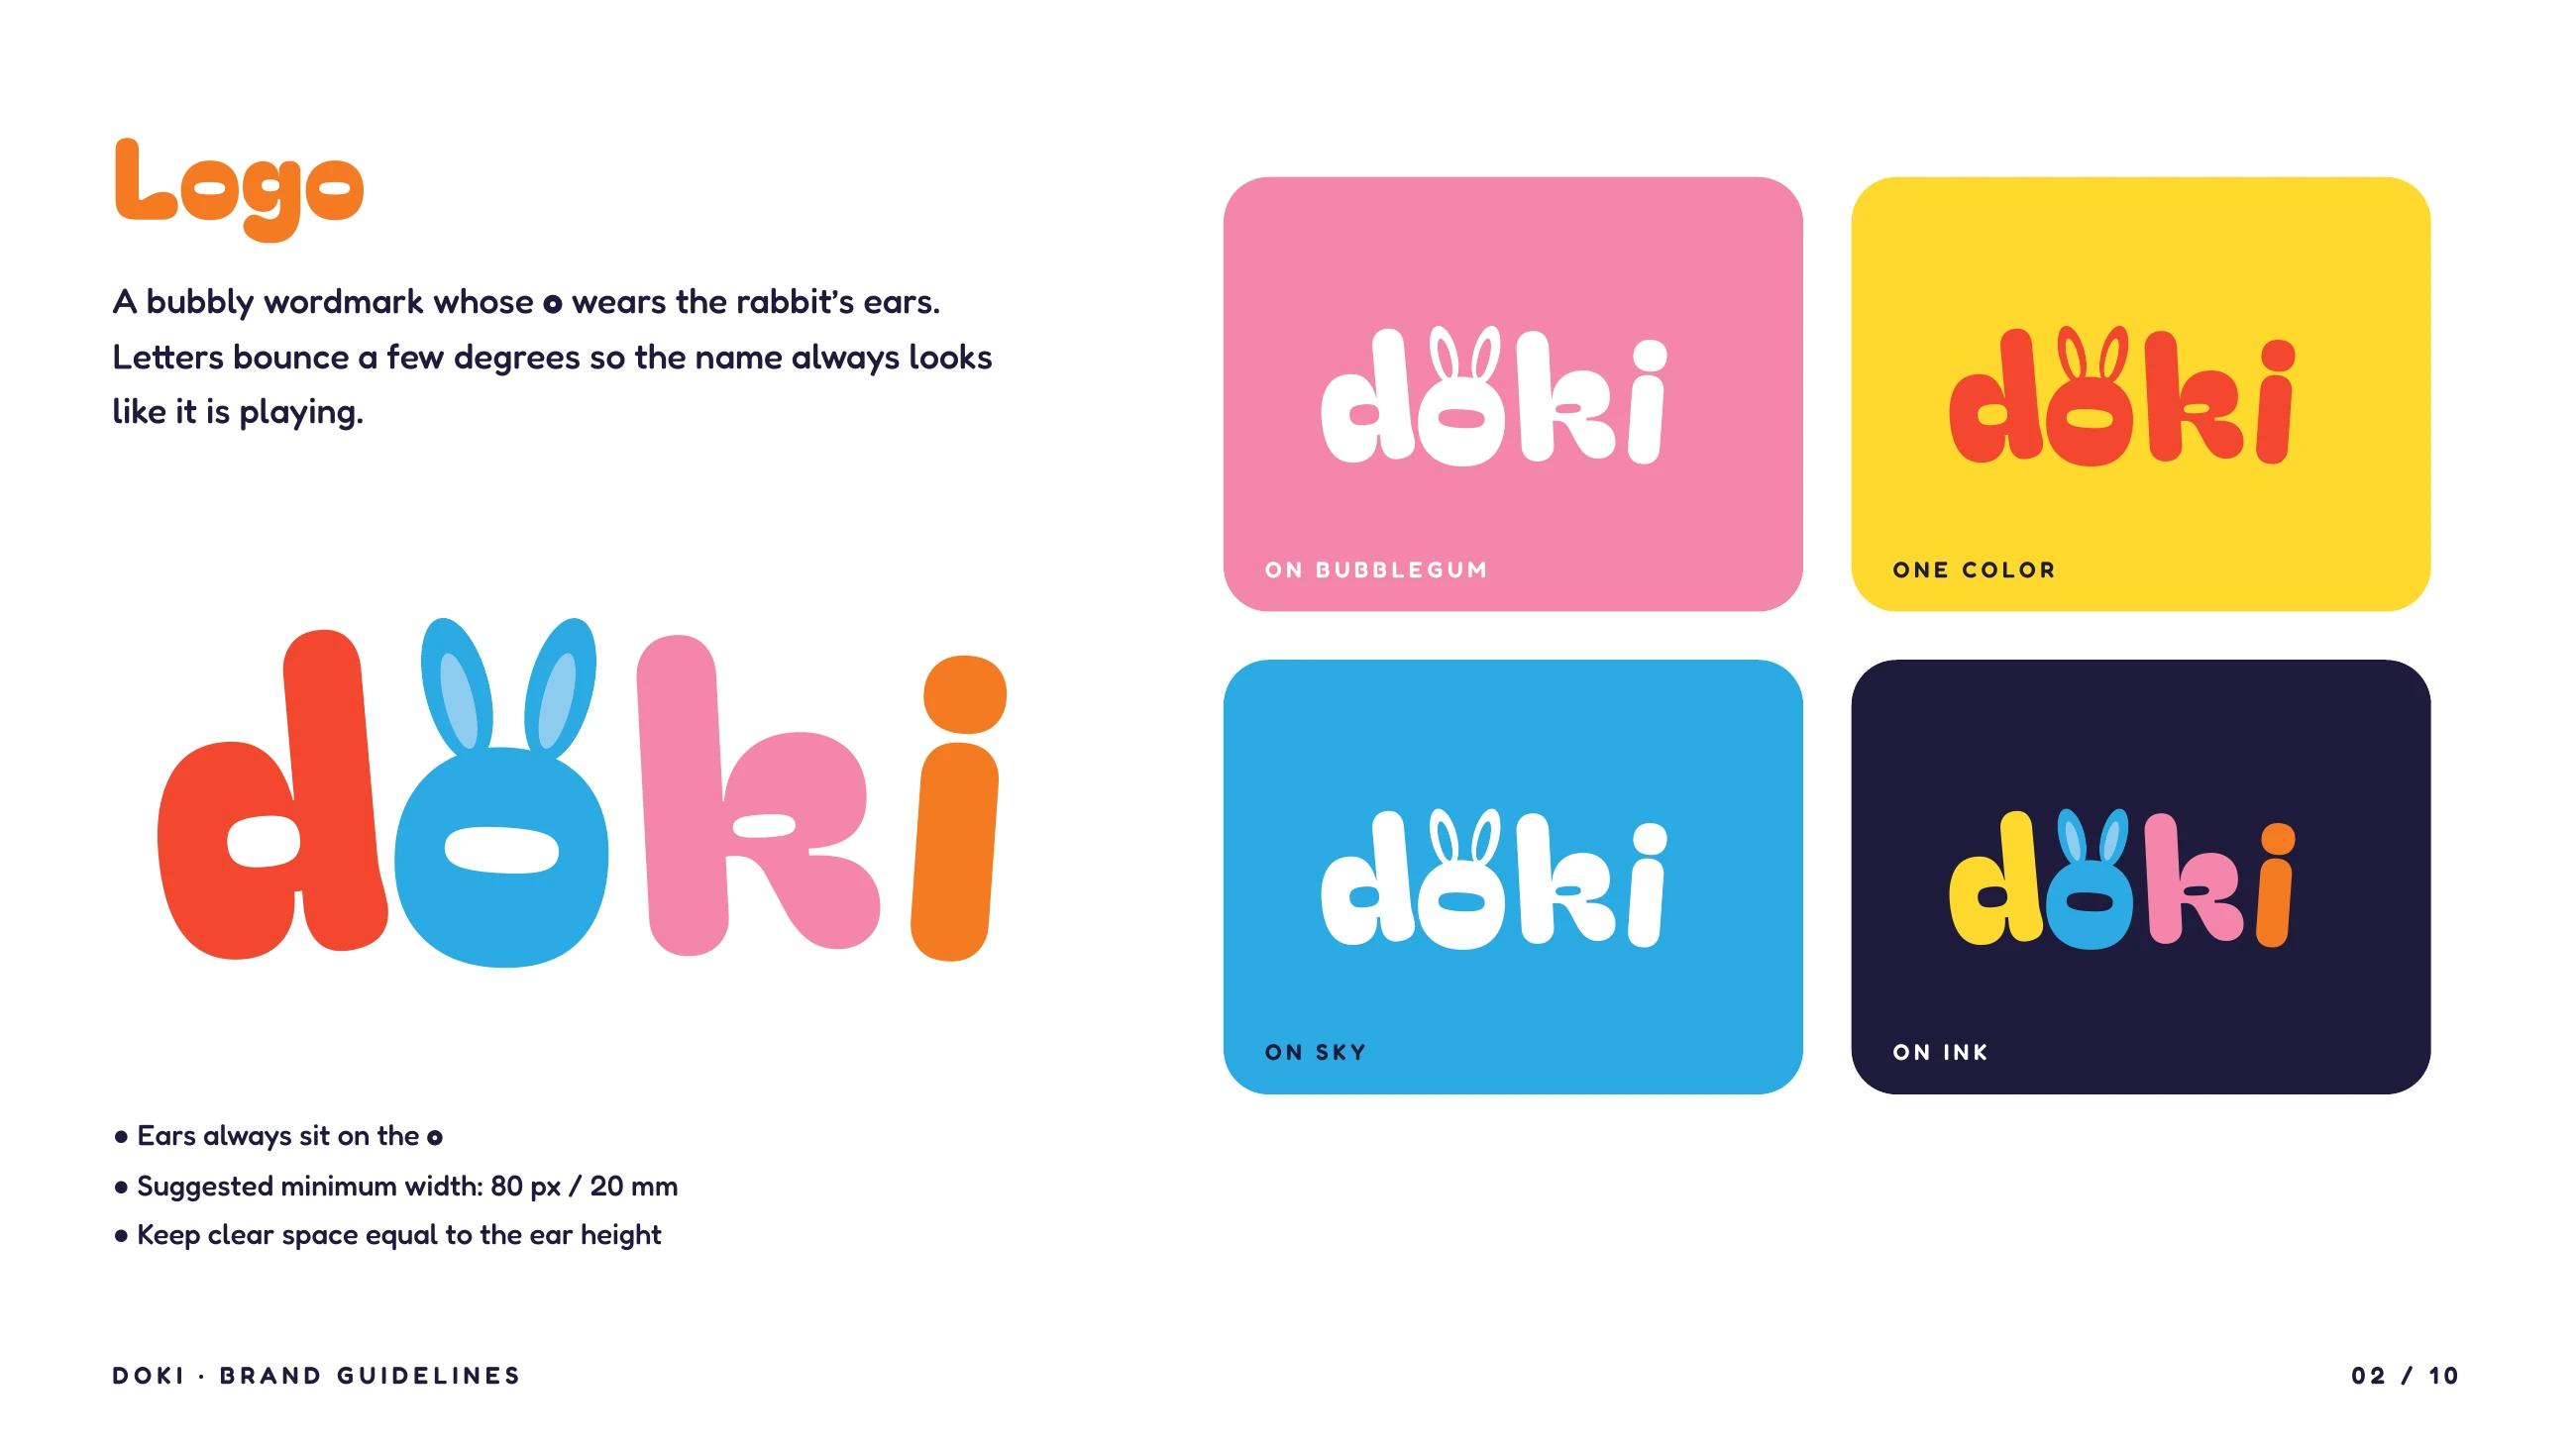 Logo
A bubbly wordmark whose o wears the rabbit’s ears.
Letters bounce a few degrees so the name always looks
like it is playing.
doki
• Ears always sit on the o
• Suggested minimum width: 80 px / 20 mm
• Keep clear space equal to the ear height
doki
ON BUBBLEGUM
doki
ONE COLOR
doki
ON SKY
doki
ON INK
DOKI · BRAND GUIDELINES
02 / 10